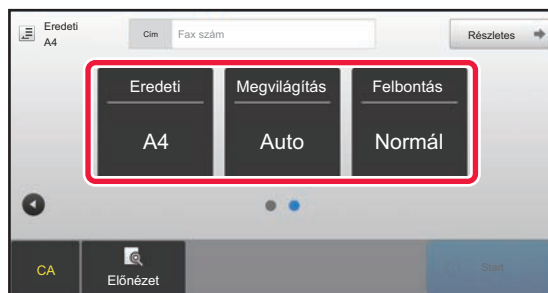 Eredeti
A4
Cím
Fax szám
Részletes
Eredeti
Megvilágítás
Felbontás
A4
Auto
Normál
CA
Előnézet
Start